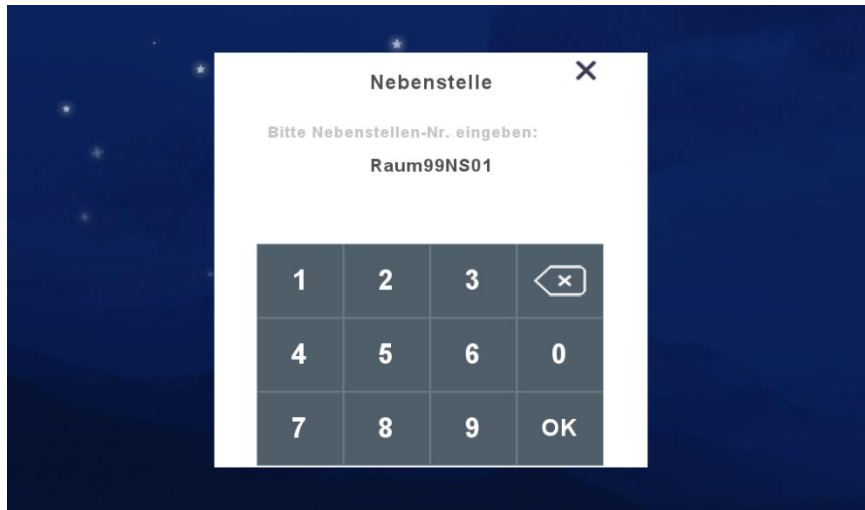 Nebenstelle
Bitte Nebenstellen-Nr. eingeben:
Raum99NS01
1 2 3
4 5 6 0
7 8 9 OK